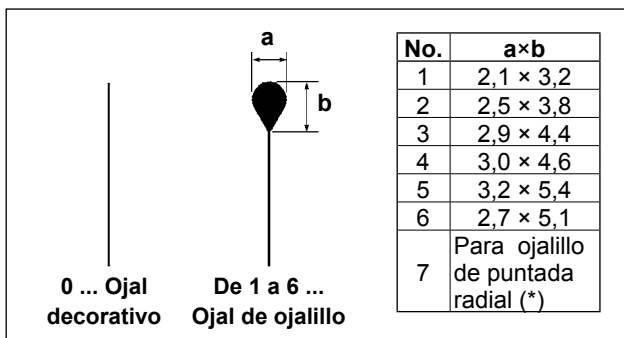 a
b
0 ... Ojal
decorativo
De 1 a 6 ...
Ojal de ojalillo
No. a×b
1 2,1 × 3,2
2 2,5 × 3,8
3 2,9 × 4,4
4 3,0 × 4,6
5 3,2 × 5,4
6 2,7 × 5,1
7 Para ojalillo
de puntada
radial (*)